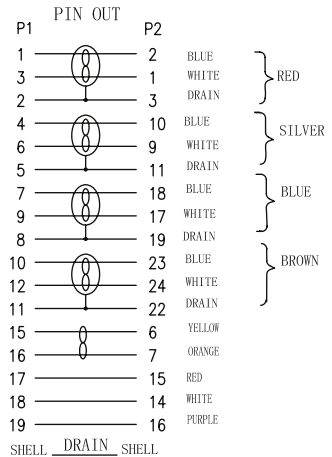 PIN OUT
P1 P2
1 2 BLUE
3 1 WHITE RED
2 3 DRAIN
4 10 BLUE
SILVER
6 9 WHITE
5 11 DRAIN
7 18 BLUE
BLUE
9 17 WHITE
8 19 DRAIN
10 23 BLUE BROWN
12 24 WHITE
11 22 DRAIN
15 6 YELLOW
16 7 ORANGE
17 15 RED
18 14 WHITE
19 16 PURPLE
SHELL DRAIN SHELL